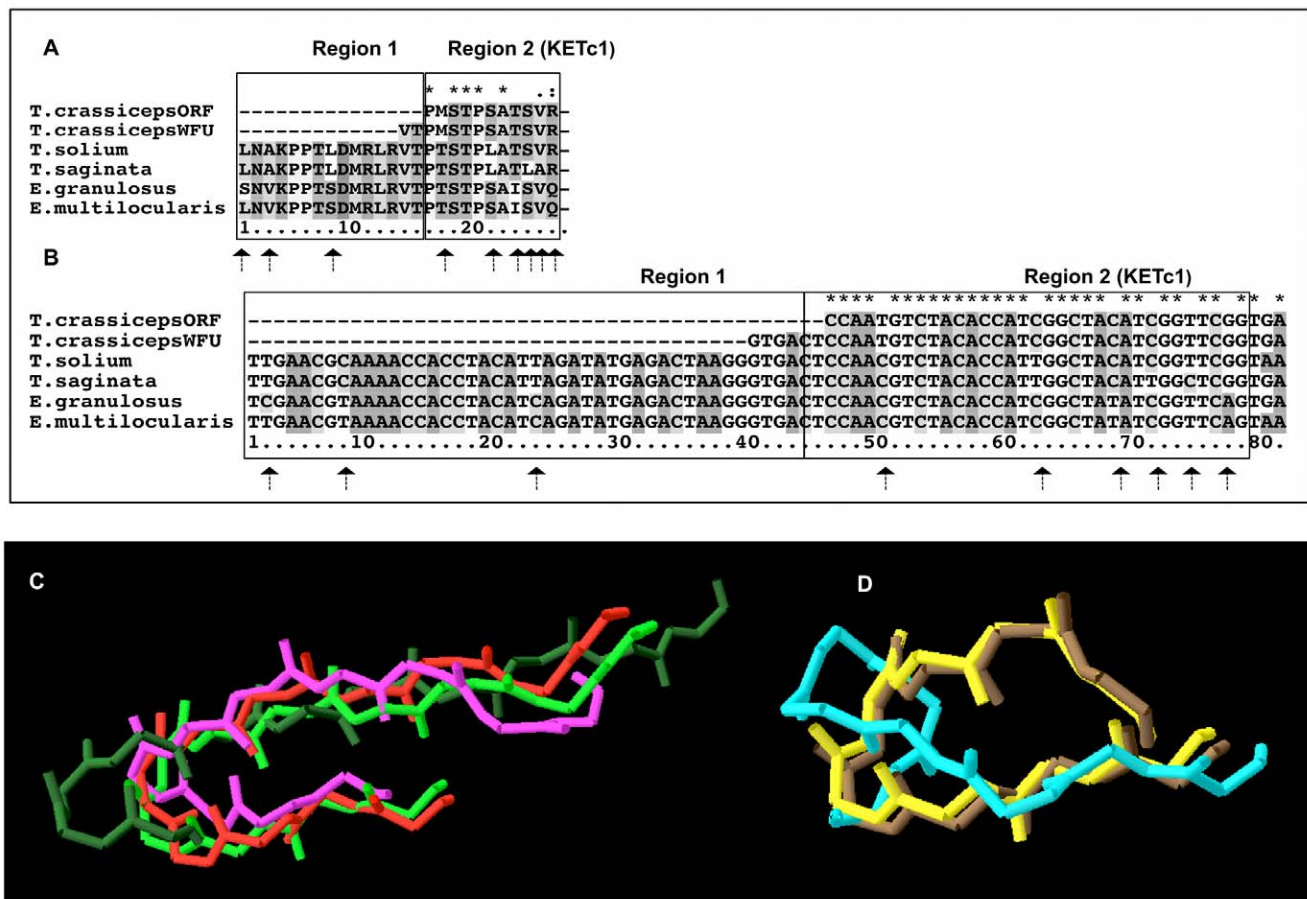 A
Region 1 Region 2 (KETc1)
* *** * .:
T.crassicepsORF ---------------PMSTPSATSVR-
T.crassicepsWFU -------------VTPMSTPSATSVR-
T.solium LNAKPPTLDMRLRVTPTSTPLATSVR-
T.saginata LNAKPPTLDMRLRVTPTSTPLATLAR-
E.granulosus SNVKPPTSDMRLRVTPTSTPSAISVQ-
E.multilocularis LNVKPPTSDMRLRVTPTSTPSAISVQ-
1.......10........20.......
B
Region 1 Region 2 (KETc1)
**** *********** ***** ** ** ** ** *
T.crassicepsORF ---------------------------------------------CCAATGTCTACACCATCGGCTACATCGGTTCGGTGA
T.crassicepsWFU ---------------------------------------GTGACTCCAATGTCTACACCATCGGCTACATCGGTTCGGTGA
T.solium TTGAACGCAAAACCACCTACATTAGATATGAGACTAAGGGTGACTCCAACGTCTACACCATTGGCTACATCGGTTCGGTAA
T.saginata TTGAACGCAAAACCACCTACATTAGATATGAGACTAAGGGTGACTCCAACGTCTACACCATTGGCTACATTGGCTCGGTGA
E.granulosus TCGAACGTAAAACCACCTACATCAGATATGAGACTAAGGGTGACTCCAACGTCTACACCATCGGCTATATCGGTTCAGTGA
E.multilocularis TTGAACGTAAAACCACCTACATCAGATATGAGACTAAGGGTGACTCCAACGTCTACACCATCGGCTATATCGGTTCAGTAA
1.......10........20........30........40........50........60........70........80.
C
D